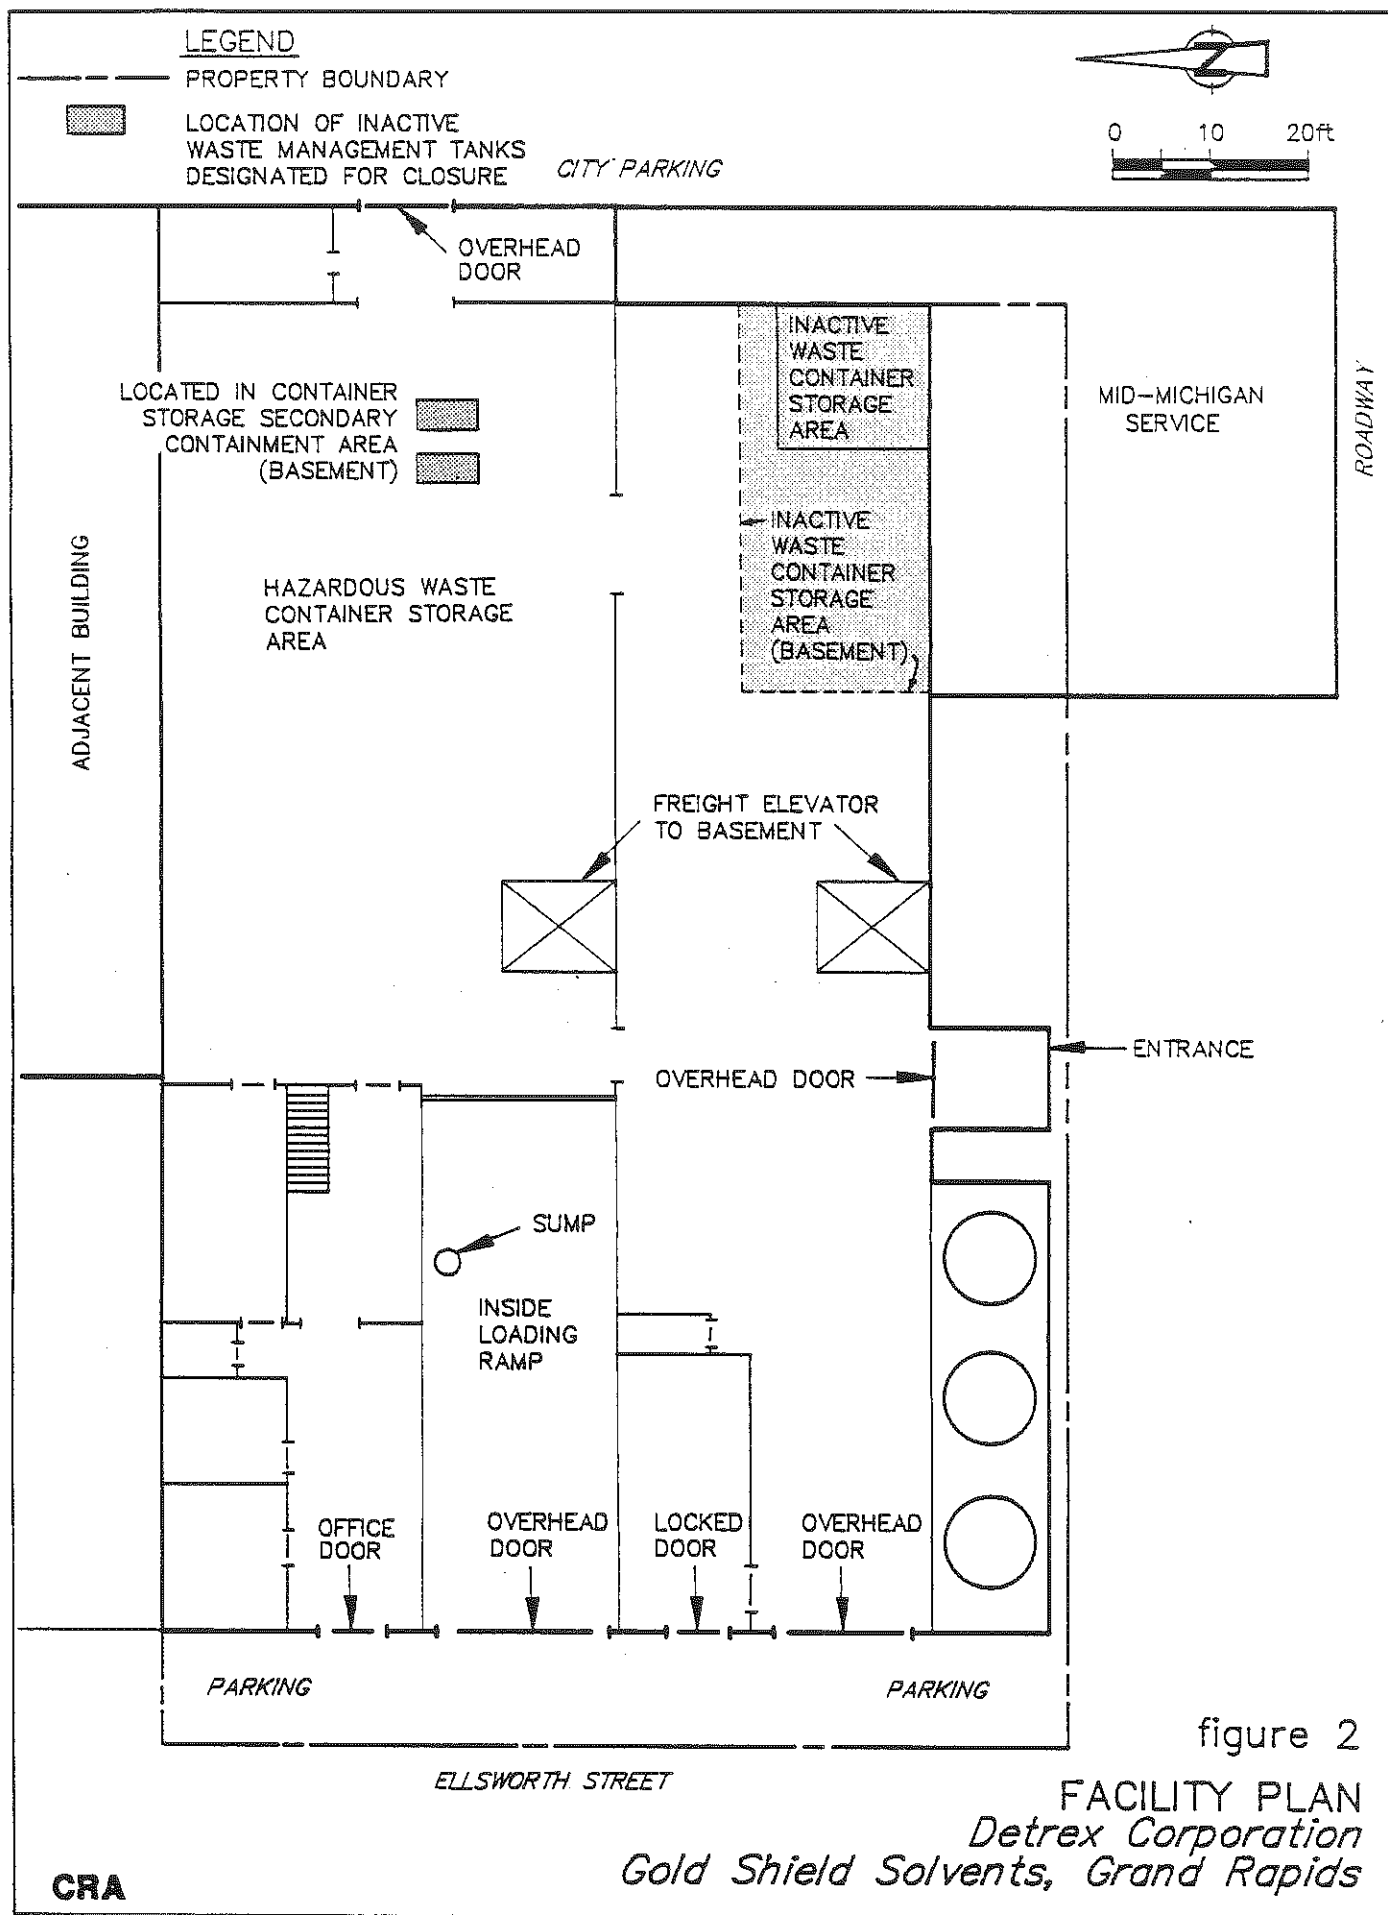 LEGEND
PROPERTY BOUNDARY
LOCATION OF INACTIVE
WASTE MANAGEMENT TANKS
DESIGNATED FOR CLOSURE
Z
0 10 20ft
CITY PARKING
OVERHEAD
DOOR
INACTIVE
WASTE
CONTAINER
STORAGE
AREA
LOCATED IN CONTAINER
STORAGE SECONDARY
CONTAINMENT AREA
(BASEMENT)
MID-MICHIGAN
SERVICE
ROADWAY
INACTIVE
WASTE
CONTAINER
STORAGE
AREA
(BASEMENT)
ADJACENT BUILDING
HAZARDOUS WASTE
CONTAINER STORAGE
AREA
FREIGHT ELEVATOR
TO BASEMENT
ENTRANCE
OVERHEAD DOOR
SUMP
INSIDE
LOADING
RAMP
OFFICE
DOOR
OVERHEAD
DOOR
LOCKED
DOOR
OVERHEAD
DOOR
PARKING
PARKING
ELLSWORTH STREET
figure 2
FACILITY PLAN
Detrex Corporation
Gold Shield Solvents, Grand Rapids
CRA